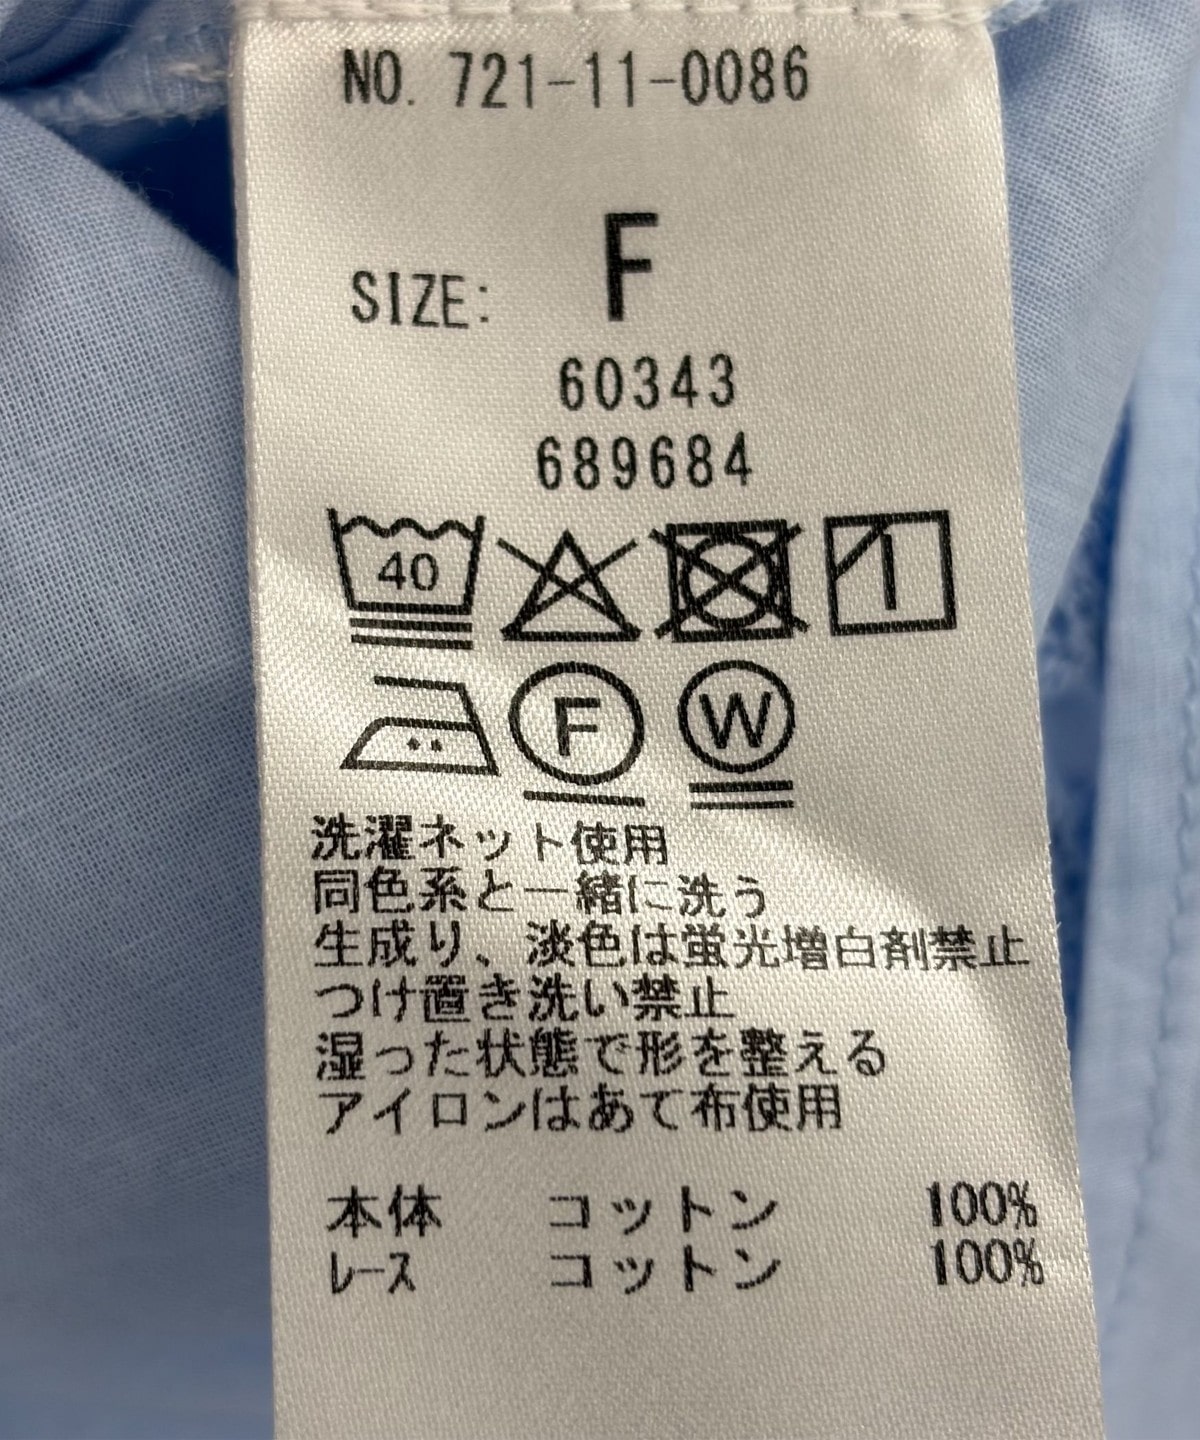 NO. 721-11-0086
SIZE: F
60343
689684
40
F W
洗濯ネット使用
同色系と一緒に洗う
生成り、淡色は蛍光増白剤禁止
つけ置き洗い禁止
湿った状態で形を整える
アイロンはあて布使用
本体 コットン 100%
レース コットン 100%